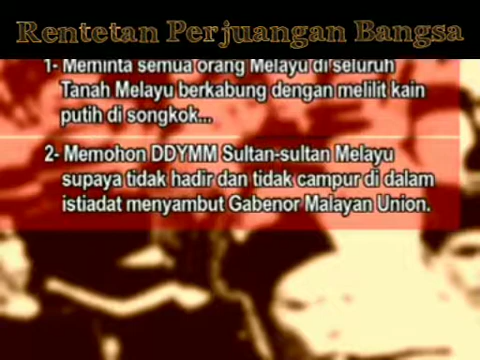 Rentetan Perjuangan Bangsa
1- Meminta semua orang Melayu di seluruh
Tanah Melayu berkabung dengan melilit kain
putih di songkok...
2- Memohon DDYMM Sultan-sultan Melayu
supaya tidak hadir dan tidak campur di dalam
istiadat menyambut Gabenor Malayan Union.